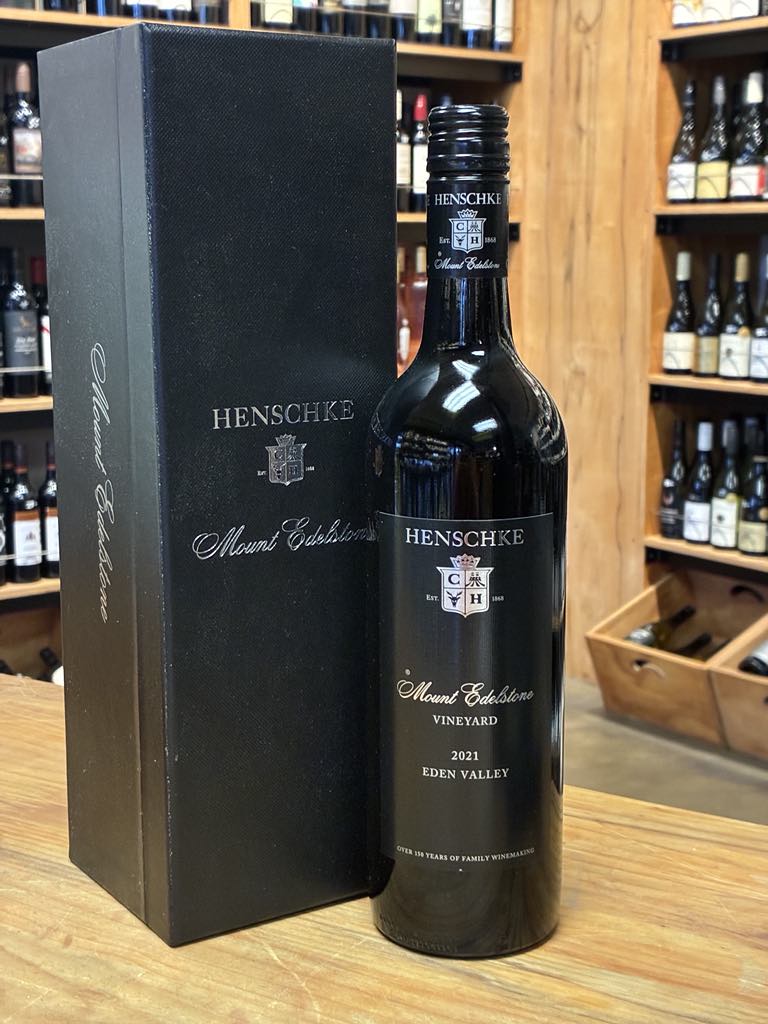 Mount Edelstone
HENSCHKE
EST. 1868
Mount Edelstone
HENSCHKE
C H
EST. 1868
® Mount Edelstone
HENSCHKE
C H
EST. 1868
® Mount Edelstone
VINEYARD
2021
EDEN VALLEY
OVER 150 YEARS OF FAMILY WINEMAKING